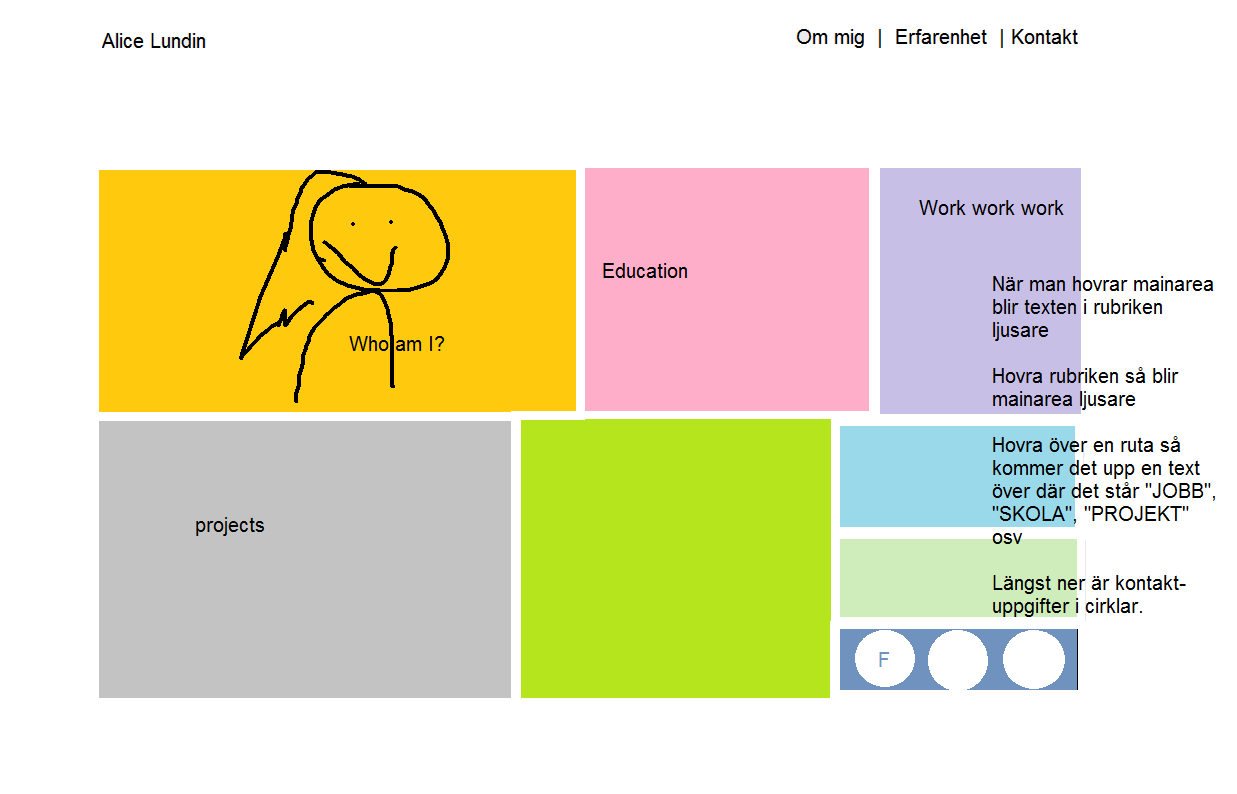 Alice Lundin
Om mig | Erfarenhet | Kontakt
Who am I?
Education
Work work work
När man hovrar mainarea
blir texten i rubriken
ljusare
Hovra rubriken så blir
mainarea ljusare
Hovra över en ruta så
kommer det upp en text
över där det står "JOBB",
"SKOLA", "PROJEKT"
osv
Längst ner är kontakt-
uppgifter i cirklar.
projects
F